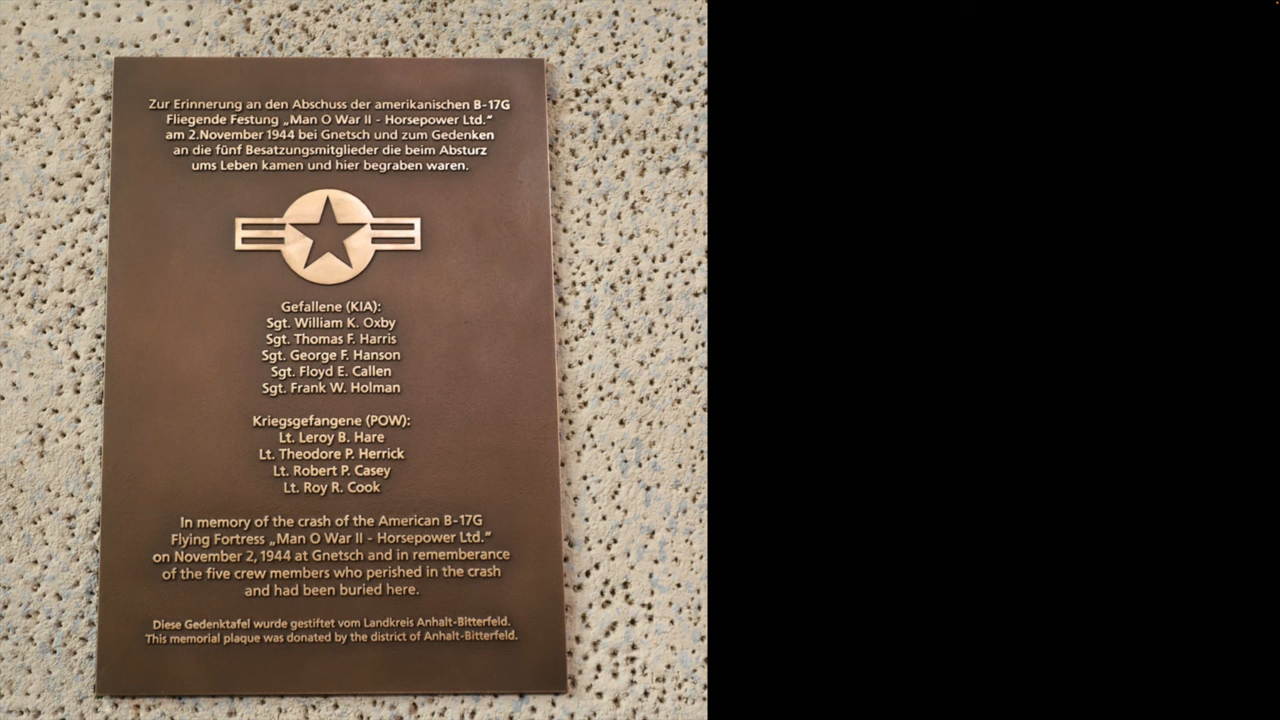 Zur Erinnerung an den Abschuss der amerikanischen B-17G
Fliegende Festung „Man O War II - Horsepower Ltd.”
am 2.November 1944 bei Gnetsch und zum Gedenken
an die fünf Besatzungsmitglieder die beim Absturz
ums Leben kamen und hier begraben waren.
Gefallene (KIA):
Sgt. William K. Oxby
Sgt. Thomas F. Harris
Sgt. George F. Hanson
Sgt. Floyd E. Callen
Sgt. Frank W. Holman
Kriegsgefangene (POW):
Lt. Leroy B. Hare
Lt. Theodore P. Herrick
Lt. Robert P. Casey
Lt. Roy R. Cook
In memory of the crash of the American B-17G
Flying Fortress „Man O War II - Horsepower Ltd.”
on November 2, 1944 at Gnetsch and in rememberance
of the five crew members who perished in the crash
and had been buried here.
Diese Gedenktafel wurde gestiftet vom Landkreis Anhalt-Bitterfeld.
This memorial plaque was donated by the district of Anhalt-Bitterfeld.